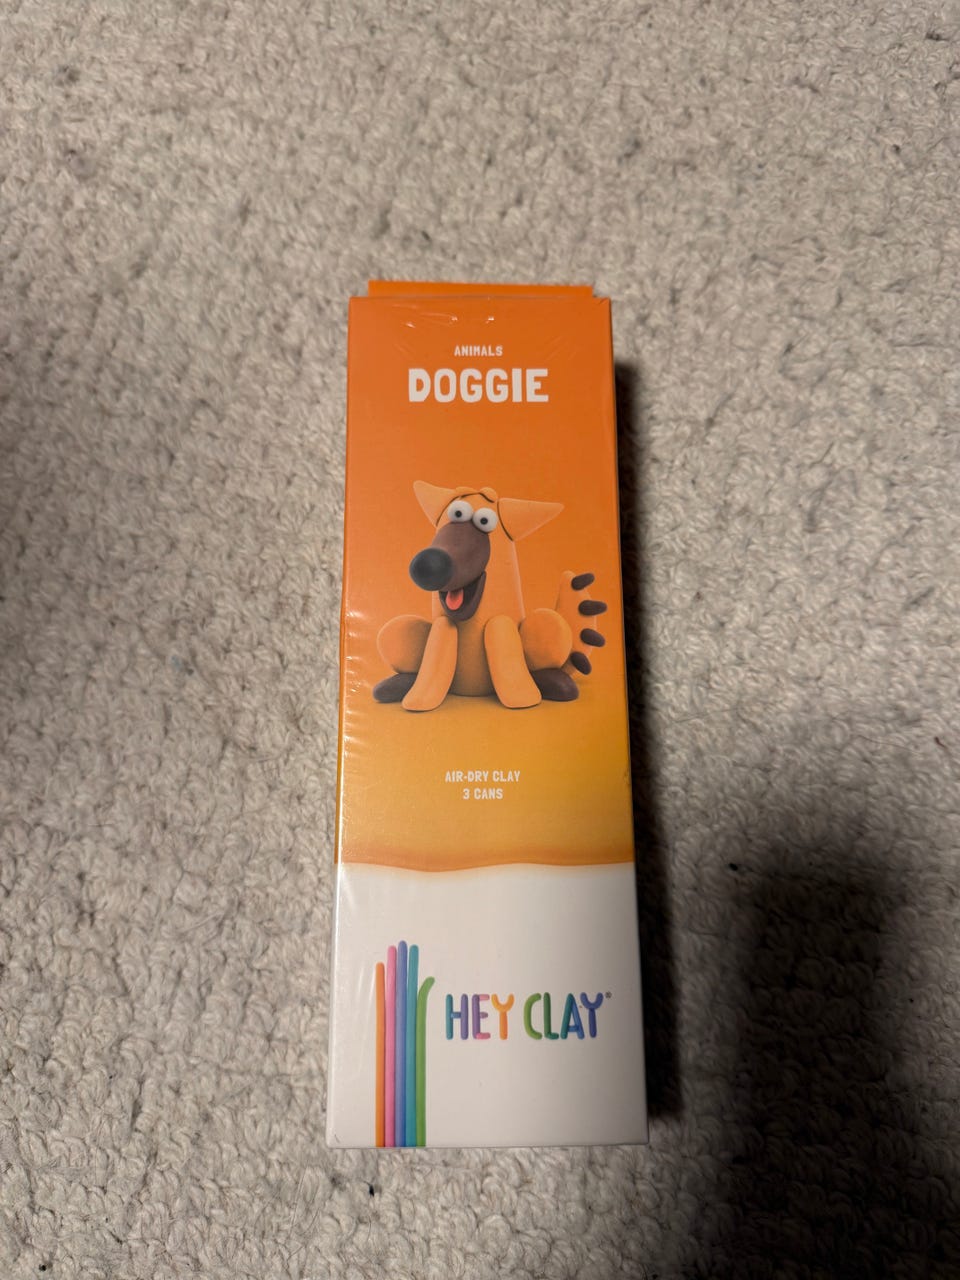 ANIMALS
DOGGIE
AIR-DRY CLAY
3 CANS
HEY CLAY®